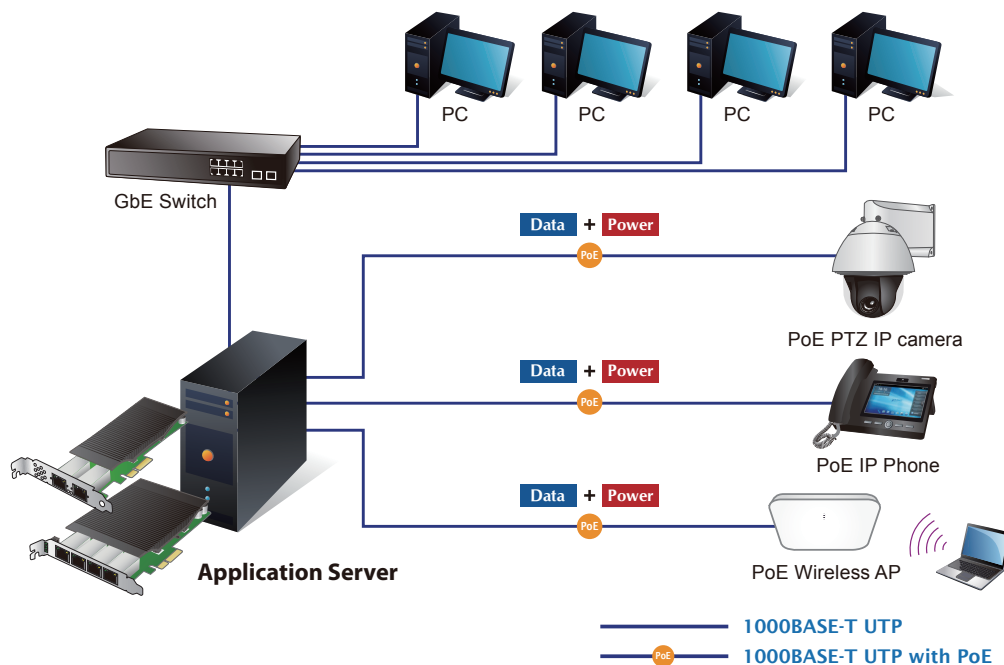 PC
PC
PC
PC
GbE Switch
Data + Power
PoE
PoE PTZ IP camera
Data + Power
PoE
PoE IP Phone
Data + Power
PoE
PoE Wireless AP
Application Server
1000BASE-T UTP
PoE
1000BASE-T UTP with PoE